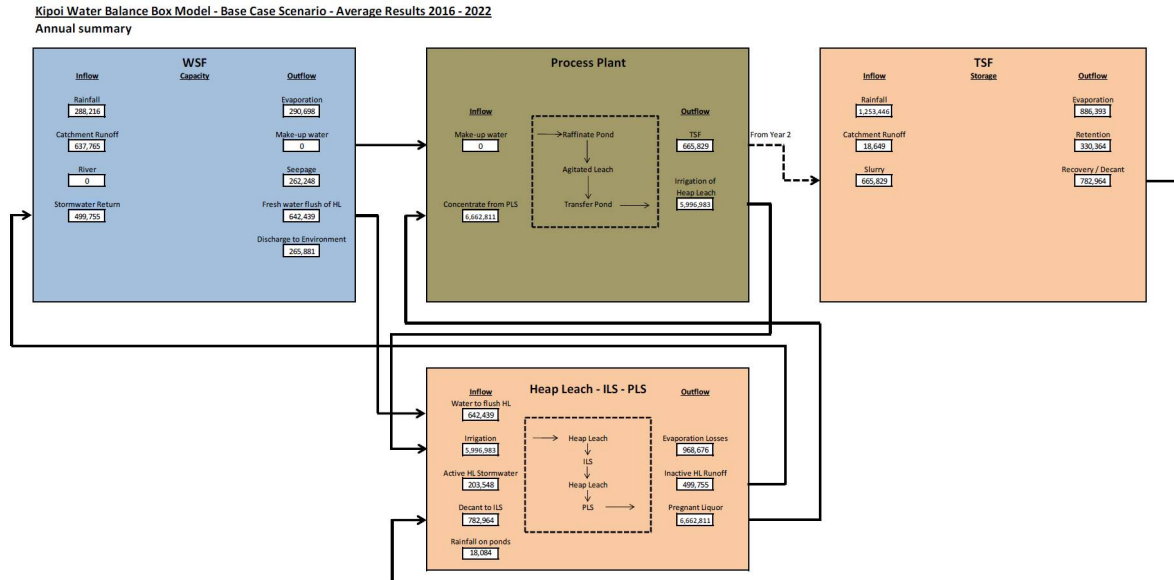 Kipoi Water Balance Box Model - Base Case Scenario - Average Results 2016 - 2022
Annual summary
WSF
Inflow
Capacity
Outflow
Rainfall
288,216
Evaporation
290,698
Catchment Runoff
637,765
Make-up water
0
River
0
Seepage
262,248
Stormwater Return
499,755
Fresh water flush of HL
642,439
Discharge to Environment
265,881
Process Plant
Inflow
Outflow
Make-up water
0
Raffinate Pond
TSF
665,829
Agitated Leach
Irrigation of
Heap Leach
5,996,983
Concentrate from PLS
6,662,811
Transfer Pond
From Year 2
TSF
Inflow
Storage
Outflow
Rainfall
1,253,446
Evaporation
886,393
Catchment Runoff
18,649
Retention
330,364
Slurry
665,829
Recovery / Decant
782,964
Heap Leach - ILS - PLS
Inflow
Outflow
Water to flush HL
642,439
Irrigation
5,996,983
Heap Leach
Evaporation Losses
968,676
ILS
Active HL Stormwater
203,548
Heap Leach
Inactive HL Runoff
499,755
Decant to ILS
782,964
PLS
Pregnant Liquor
6,662,811
Rainfall on ponds
18,084